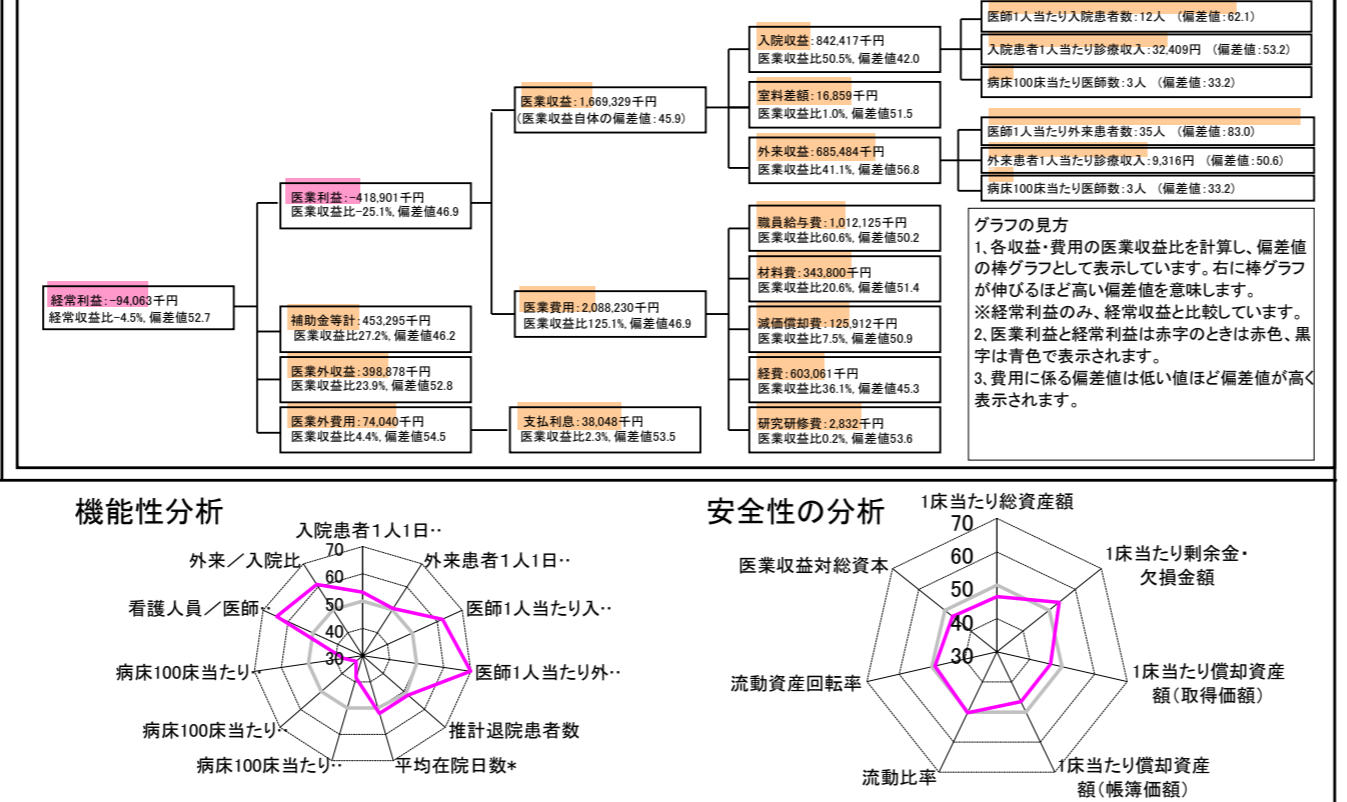 経常利益:-94,063千円
経常収支比-4.5%, 偏差値52.7
医業利益:-418,901千円
医業収益比-25.1%, 偏差値46.9
補助金等計:453,295千円
医業収益比27.2%, 偏差値46.2
医業外収益:398,878千円
医業収益比23.9%, 偏差値52.8
医業外費用:74,040千円
医業収益比4.4%, 偏差値54.5
医業収益:1,669,329千円
(医業収益自体の偏差値:45.9)
医業費用:2,088,230千円
医業収益比125.1%, 偏差値46.9
支払利息:38,048千円
医業収益比2.3%, 偏差値53.5
入院収益:842,417千円
医業収益比50.5%, 偏差値42.0
室料差額:16,859千円
医業収益比1.0%, 偏差値51.5
外来収益:685,484千円
医業収益比41.1%, 偏差値56.8
職員給与費:1,012,125千円
医業収益比60.6%, 偏差値50.2
材料費:343,800千円
医業収益比20.6%, 偏差値51.4
減価償却費:125,912千円
医業収益比7.5%, 偏差値50.9
経費:603,061千円
医業収益比36.1%, 偏差値45.3
研究研修費:2,832千円
医業収益比0.2%, 偏差値53.6
医師1人当たり入院患者数:12人 (偏差値:62.1)
入院患者1人当たり診療収入:32,409円 (偏差値:53.2)
病床100床当たり医師数:3人 (偏差値:33.2)
医師1人当たり外来患者数:35人 (偏差値:83.0)
外来患者1人当たり診療収入:9,316円 (偏差値:50.6)
病床100床当たり医師数:3人 (偏差値:33.2)
グラフの見方
1、各収益・費用の医業収益比を計算し、偏差値
の棒グラフとして表示しています。右に棒グラフ
が伸びるほど高い偏差値を意味します。
※経常利益のみ、経常収益と比較しています。
2、医業利益と経常利益は赤字のときは赤色、黒
字は青色で表示されます。
3、費用に係る偏差値は低い値ほど偏差値が高く
表示されます。
機能性分析
入院患者1人1日‥
外来患者1人1日‥
医師1人当たり入‥
医師1人当たり外‥
推計退院患者数
平均在院日数*
病床100床当たり‥
病床100床当たり‥
病床100床当たり‥
看護人員/医師‥
外来/入院比
70
60
50
40
30
安全性の分析
1床当たり総資産額
1床当たり剰余金・
欠損金額
1床当たり償却資産
額(取得価額)
1床当たり償却資産
額(帳簿価額)
流動比率
流動資産回転率
医業収益対総資本
70
60
50
40
30